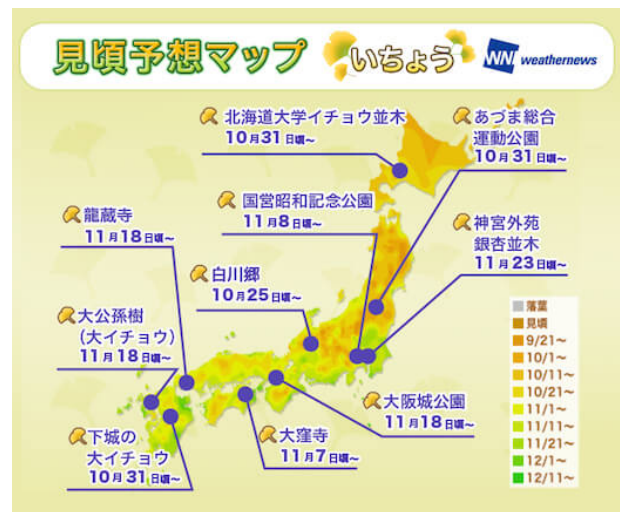 見頃予想マップ いちょう WNI weathernews
北海道大学イチョウ並木
10月31日頃〜
あづま総合
運動公園
10月31日頃〜
国営昭和記念公園
11月8日頃〜
龍蔵寺
11月18日頃〜
神宮外苑
銀杏並木
11月23日頃〜
白川郷
10月25日頃〜
大公孫樹
(大イチョウ)
11月18日頃〜
大阪城公園
11月18日頃〜
下城の
大イチョウ
10月31日頃〜
大窪寺
11月7日頃〜
落葉
見頃
9/21〜
10/1〜
10/11〜
10/21〜
11/1〜
11/11〜
11/21〜
12/1〜
12/11〜